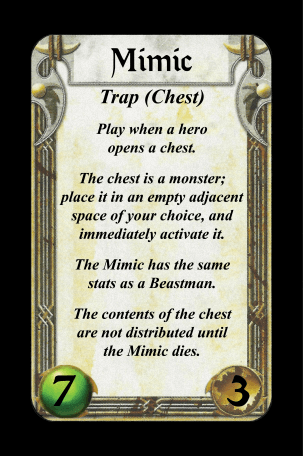 Mimic
Trap (Chest)
Play when a hero
opens a chest.
The chest is a monster;
place it in an empty adjacent
space of your choice, and
immediately activate it.
The Mimic has the same
stats as a Beastman.
The contents of the chest
are not distributed until
the Mimic dies.
7
3